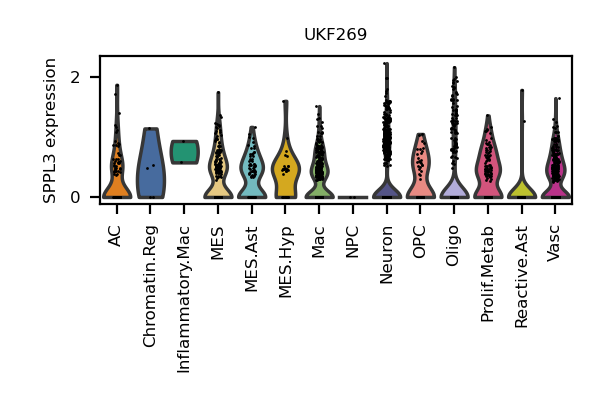 UKF269
SPPL3 expression
2
0
AC
Chromatin.Reg
Inflammatory.Mac
MES
MES.Ast
MES.Hyp
Mac
NPC
Neuron
OPC
Oligo
Prolif.Metab
Reactive.Ast
Vasc